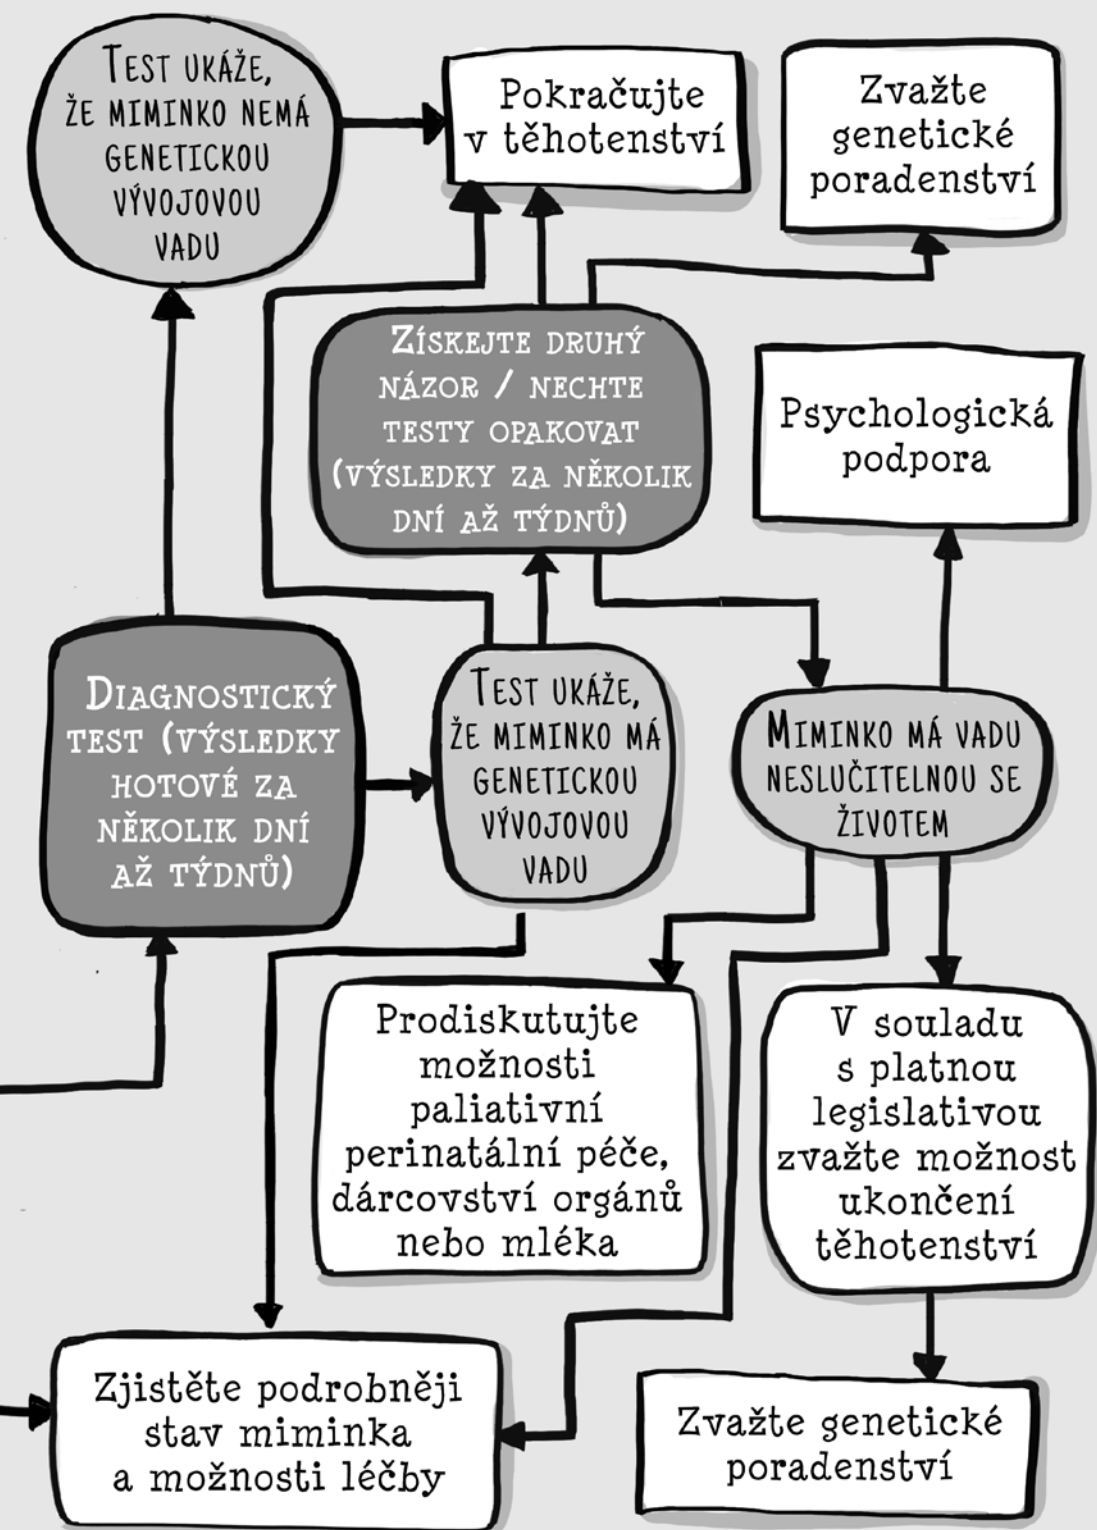 Test ukáže,
že miminko nemá
genetickou
vývojovou
vadu
Pokračujte
v těhotenství
Zvažte
genetické
poradenství
Získejte druhý
názor / nechte
testy opakovat
(výsledky za několik
dní až týdnů)
Psychologická
podpora
Diagnostický
test (výsledky
hotové za
několik dní
až týdnů)
Test ukáže,
že miminko má
genetickou
vývojovou
vadu
Miminko má vadu
neslučitelnou se
životem
Prodiskutujte
možnosti
paliativní
perinatální péče,
dárcovství orgánů
nebo mléka
V souladu
s platnou
legislativou
zvažte možnost
ukončení
těhotenství
Zjistěte podrobněji
stav miminka
a možnosti léčby
Zvažte genetické
poradenství